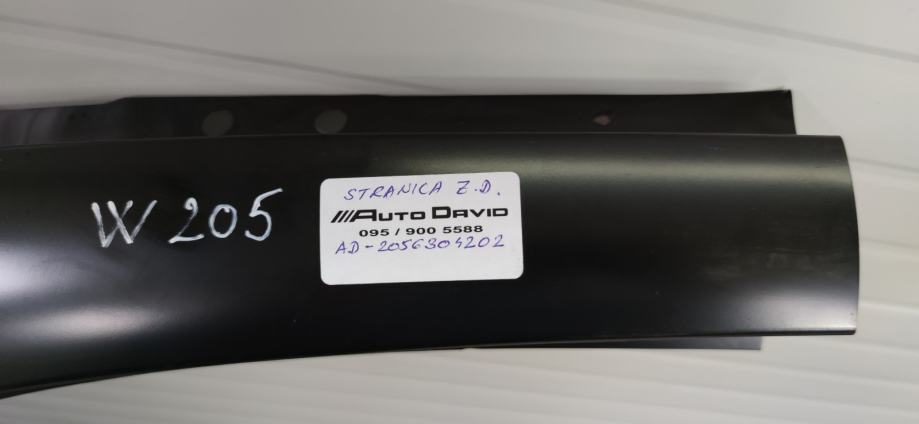 W 205
STRANICA Z.D.
///AUTO DAVID
095 / 900 5588
AD-2056304202